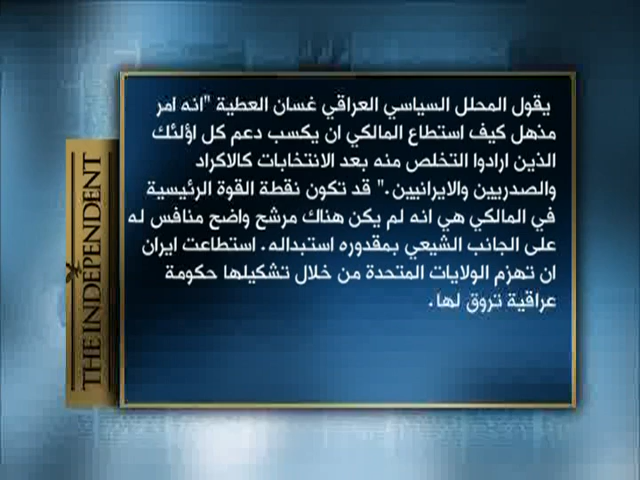 يقول المحلل السياسي العراقي غسان العطية "انه امر
مذهل كيف استطاع المالكي ان يكسب دعم كل اؤلئك
الذين ارادوا التخلص منه بعد الانتخابات كالاكراد
والصدريين والايرانيين." قد تكون نقطة القوة الرئيسية
في المالكي هي انه لم يكن هناك مرشح واضح منافس له
على الجانب الشيعي بمقدوره استبداله. استطاعت ايران
ان تهزم الولايات المتحدة من خلال تشكيلها حكومة
عراقية تروق لها.
THE INDEPENDENT